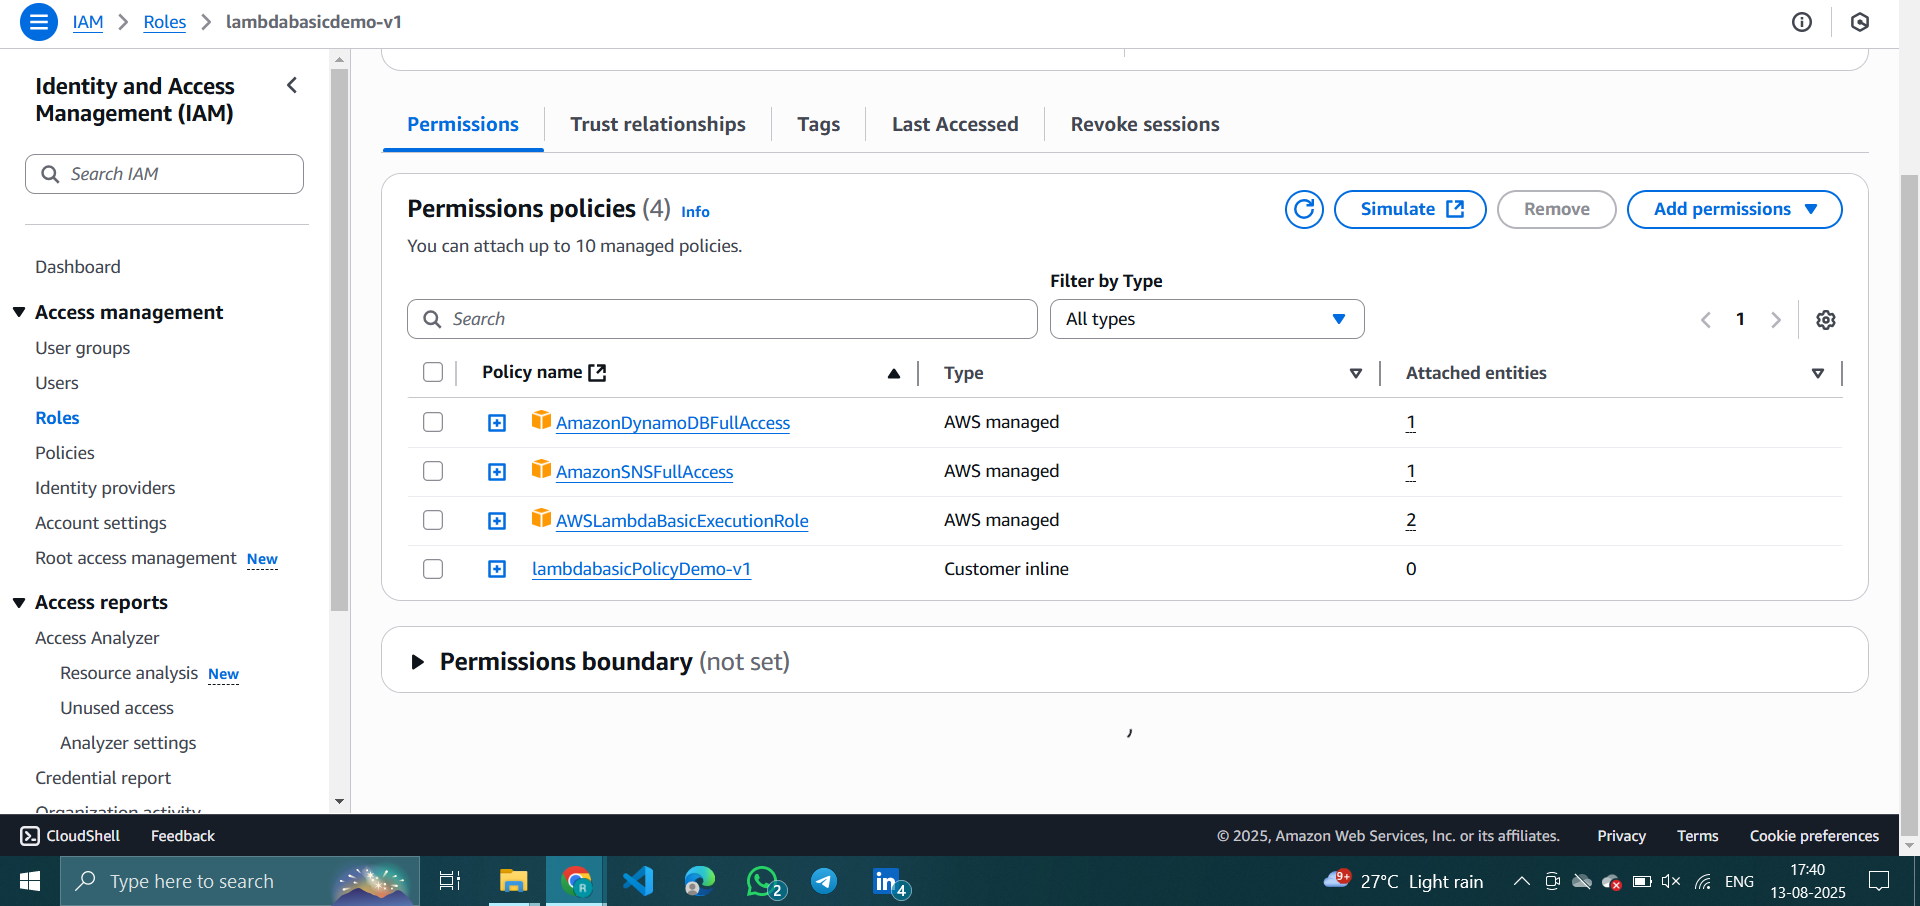 IAM > Roles > lambdabasicdemo-v1
Identity and Access
Management (IAM)
Search IAM
Dashboard
Access management
User groups
Users
Roles
Policies
Identity providers
Account settings
Root access management New
Access reports
Access Analyzer
Resource analysis New
Unused access
Analyzer settings
Credential report
Organization activity
Permissions Trust relationships Tags Last Accessed Revoke sessions
Permissions policies (4) Info
Simulate Remove Add permissions
You can attach up to 10 managed policies.
Filter by Type
Search All types 1
Policy name Type Attached entities
AmazonDynamoDBFullAccess AWS managed 1
AmazonSNSFullAccess AWS managed 1
AWSLambdaBasicExecutionRole AWS managed 2
lambdabasicPolicyDemo-v1 Customer inline 0
Permissions boundary (not set)
CloudShell Feedback © 2025, Amazon Web Services, Inc. or its affiliates. Privacy Terms Cookie preferences
Type here to search R 2 in 4 9+ 27°C Light rain ENG 17:40
13-08-2025